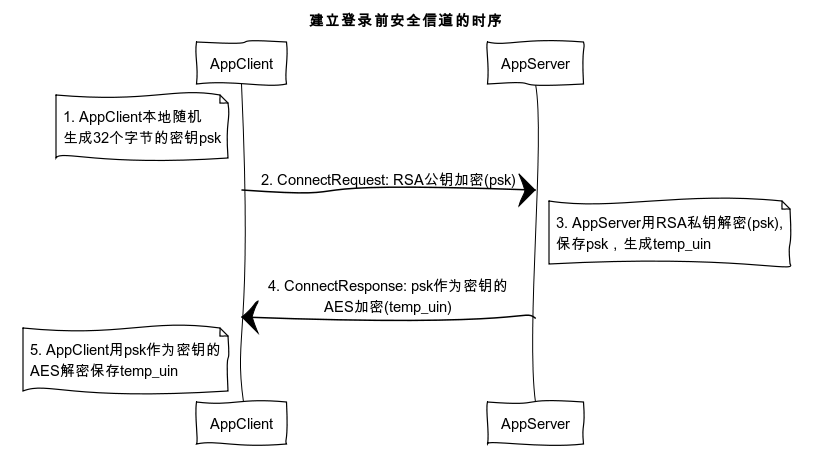 建立登录前安全信道的时序
AppClient
AppServer
1. AppClient本地随机
生成32个字节的密钥psk
2. ConnectRequest: RSA公钥加密(psk)
3. AppServer用RSA私钥解密(psk),
保存psk，生成temp_uin
4. ConnectResponse: psk作为密钥的
AES加密(temp_uin)
5. AppClient用psk作为密钥的
AES解密保存temp_uin
AppClient
AppServer